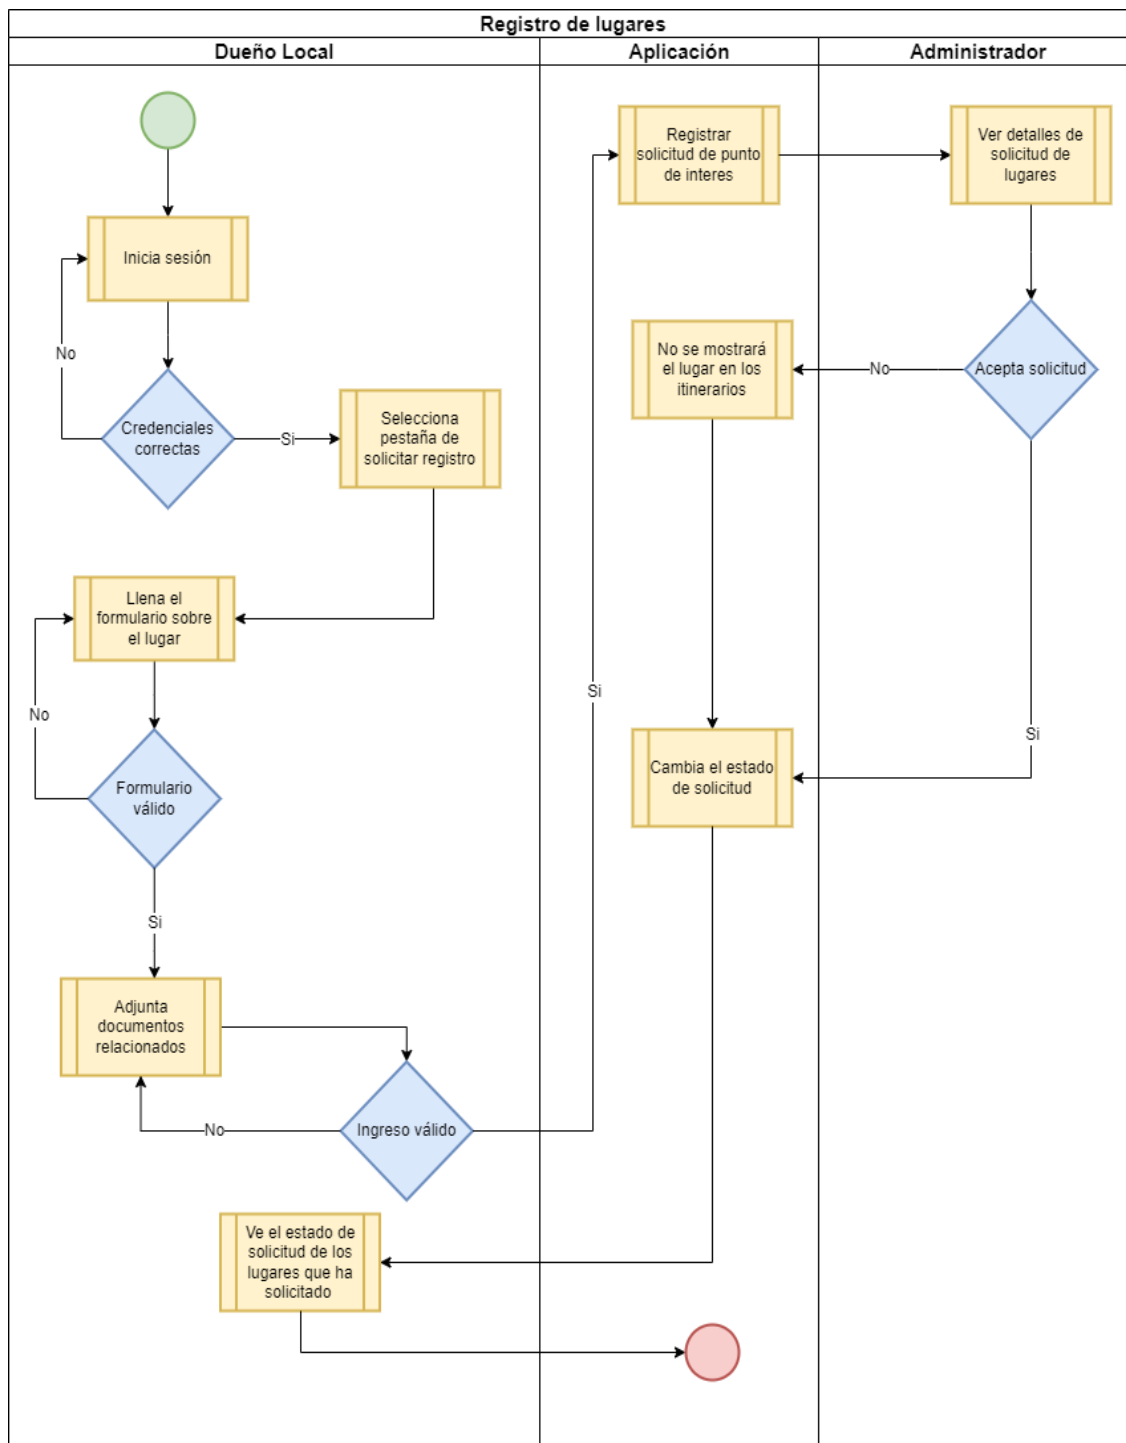 Registro de lugares
Dueño Local
Aplicación
Administrador
Inicia sesión
No
Credenciales
correctas
Si
Selecciona
pestaña de
solicitar registro
Llena el
formulario sobre
el lugar
No
Formulario
válido
Si
Adjunta
documentos
relacionados
No
Ingreso válido
Si
Registrar
solicitud de punto
de interes
Ver detalles de
solicitud de
lugares
Acepta solicitud
No
No se mostrará
el lugar en los
itinerarios
Si
Cambia el estado
de solicitud
Ve el estado de
solicitud de los
lugares que ha
solicitado